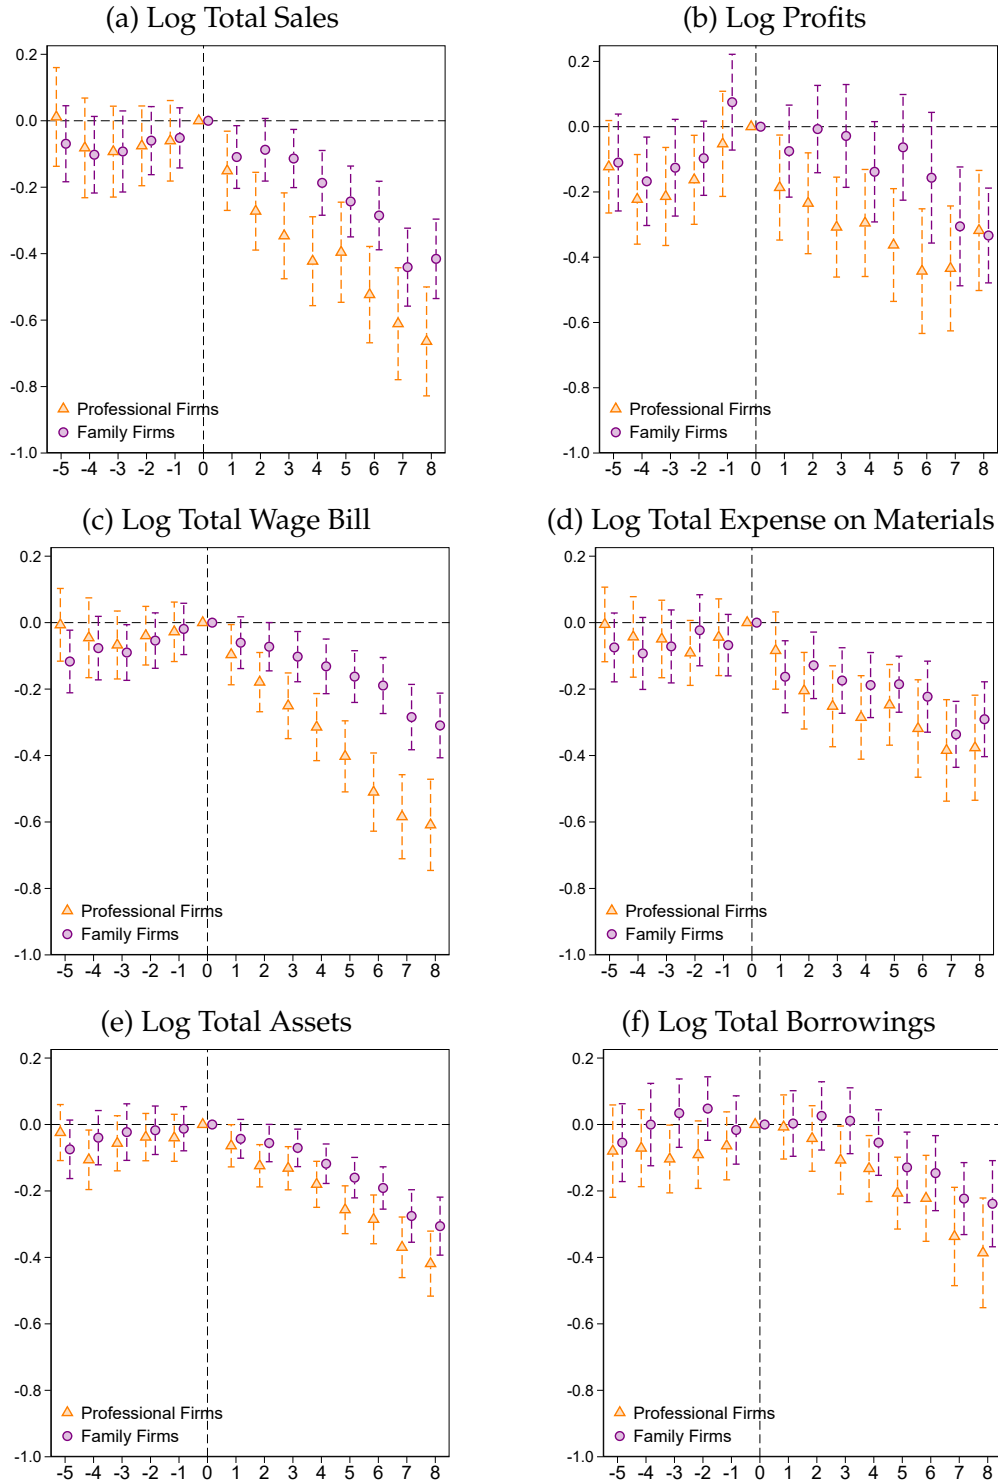 (a) Log Total Sales
0.2
0.0
-0.2
-0.4
-0.6
-0.8
-1.0
Professional Firms
Family Firms
-5 -4 -3 -2 -1 0 1 2 3 4 5 6 7 8
(b) Log Profits
0.2
0.0
-0.2
-0.4
-0.6
-0.8
-1.0
Professional Firms
Family Firms
-5 -4 -3 -2 -1 0 1 2 3 4 5 6 7 8
(c) Log Total Wage Bill
0.2
0.0
-0.2
-0.4
-0.6
-0.8
-1.0
Professional Firms
Family Firms
-5 -4 -3 -2 -1 0 1 2 3 4 5 6 7 8
(d) Log Total Expense on Materials
0.2
0.0
-0.2
-0.4
-0.6
-0.8
-1.0
Professional Firms
Family Firms
-5 -4 -3 -2 -1 0 1 2 3 4 5 6 7 8
(e) Log Total Assets
0.2
0.0
-0.2
-0.4
-0.6
-0.8
-1.0
Professional Firms
Family Firms
-5 -4 -3 -2 -1 0 1 2 3 4 5 6 7 8
(f) Log Total Borrowings
0.2
0.0
-0.2
-0.4
-0.6
-0.8
-1.0
Professional Firms
Family Firms
-5 -4 -3 -2 -1 0 1 2 3 4 5 6 7 8